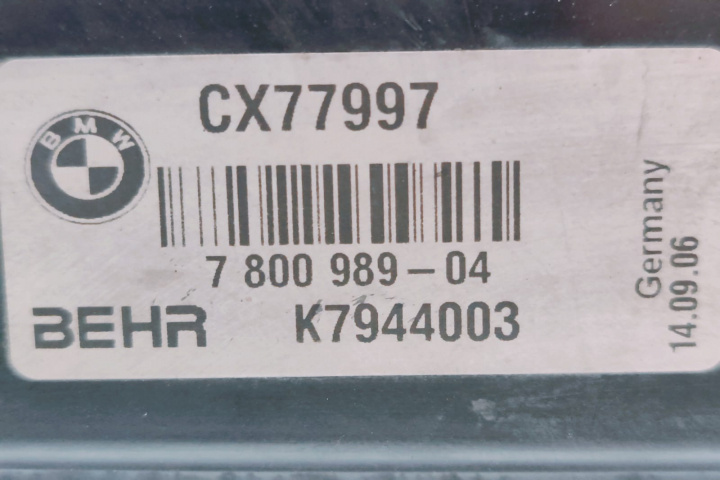 CX77997
BMW
7 800 989-04
BEHR K7944003
Germany
14.09.06